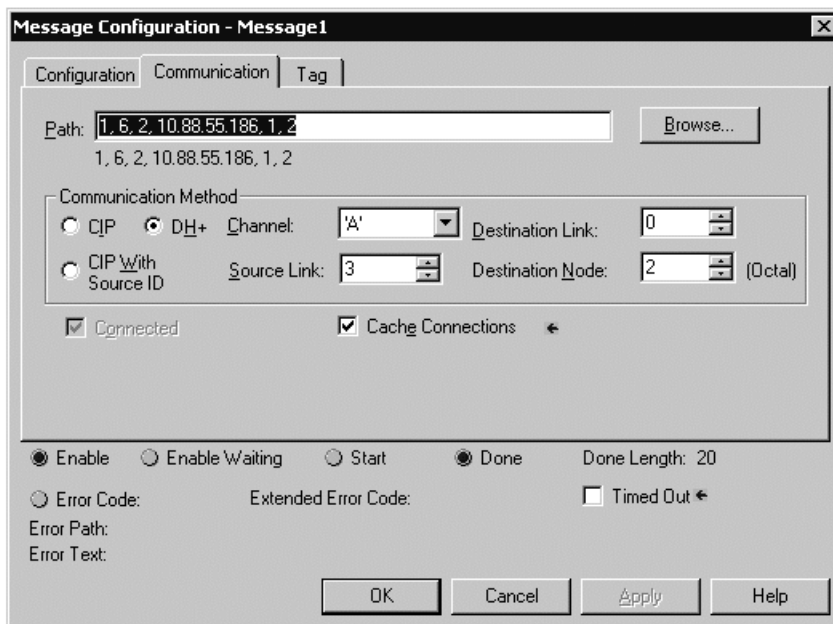 Message Configuration - Message1
Configuration Communication Tag
Path: 1, 6, 2, 10.88.55.186, 1, 2 Browse...
1, 6, 2, 10.88.55.186, 1, 2
Communication Method
CIP DH+ Channel: 'A' Destination Link: 0
CIP With
Source ID Source Link: 3 Destination Node: 2 (Octal)
Connected Cache Connections ←
Enable Enable Waiting Start Done Done Length: 20
Error Code: Extended Error Code: Timed Out ←
Error Path:
Error Text:
OK Cancel Apply Help